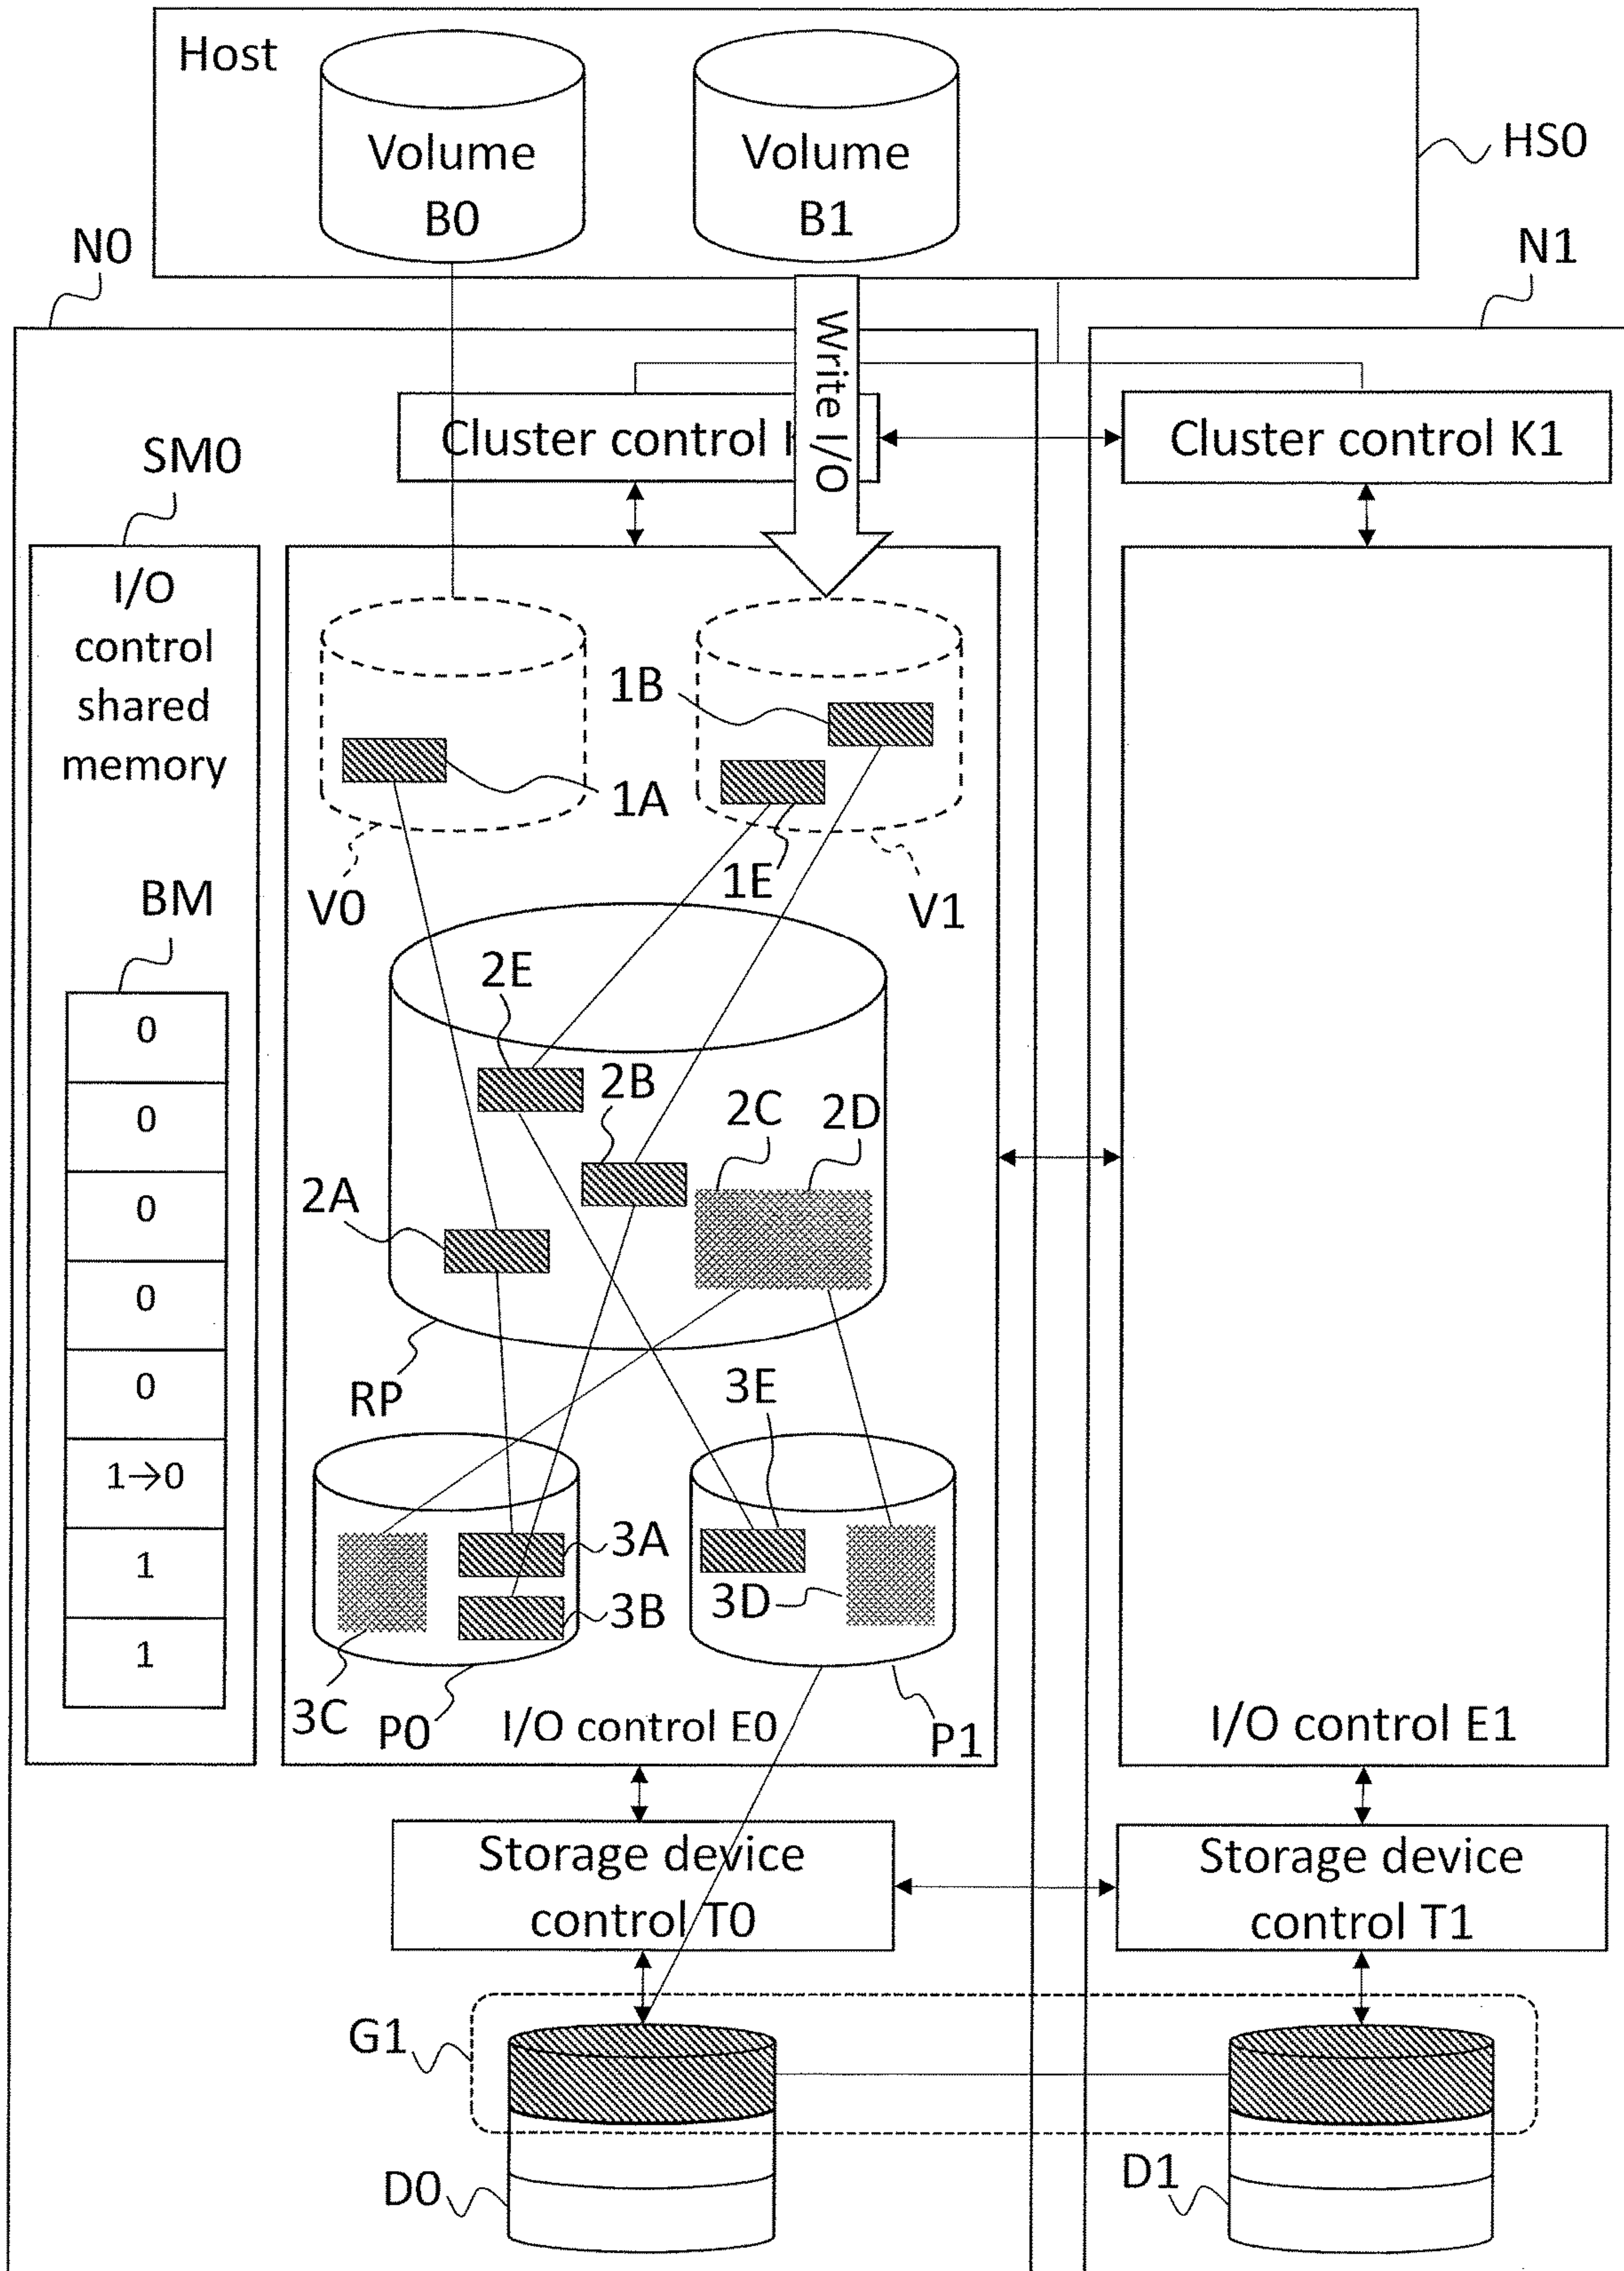 Host
Volume
B0
Volume
B1
HS0
N0
N1
Write I/O
Cluster control
Cluster control K1
SM0
I/O
control
shared
memory
1B
1A
1E
V0
V1
BM
2E
2B
2C
2D
2A
0
0
0
0
0
1→0
1
1
RP
3E
3A
3B
3D
3C
P0
I/O control E0
P1
I/O control E1
Storage device
control T0
Storage device
control T1
G1
D0
D1